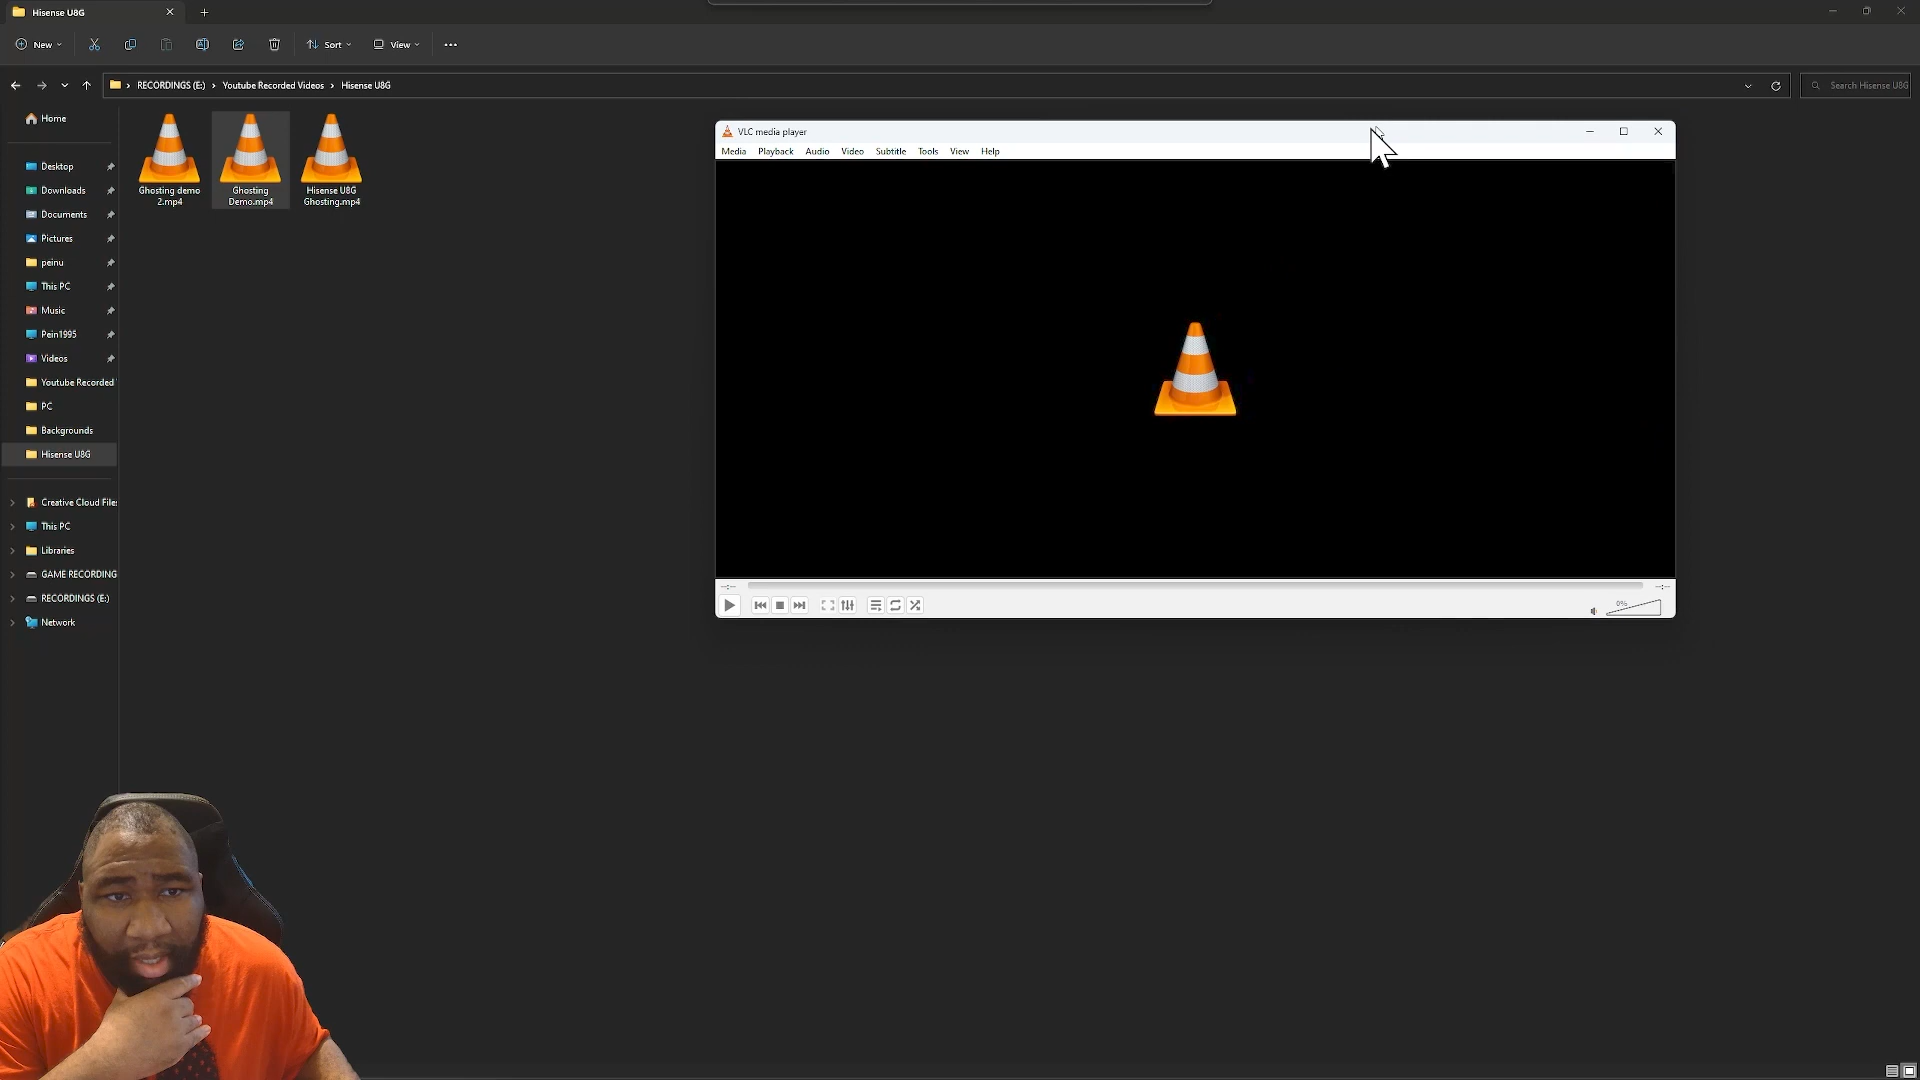 Hisense U8G
New
Sort
View
RECORDINGS (E:) > Youtube Recorded Videos > Hisense U8G
Search Hisense U8G
Home
Desktop
Downloads
Documents
Pictures
peinu
This PC
Music
Pein1995
Videos
Youtube Recorded
PC
Backgrounds
Hisense U8G
Creative Cloud Files
This PC
Libraries
GAME RECORDING
RECORDINGS (E:)
Network
Ghosting demo
2.mp4
Ghosting
Demo.mp4
Hisense U8G
Ghosting.mp4
VLC media player
Media Playback Audio Video Subtitle Tools View Help
--:--
--:--
0%